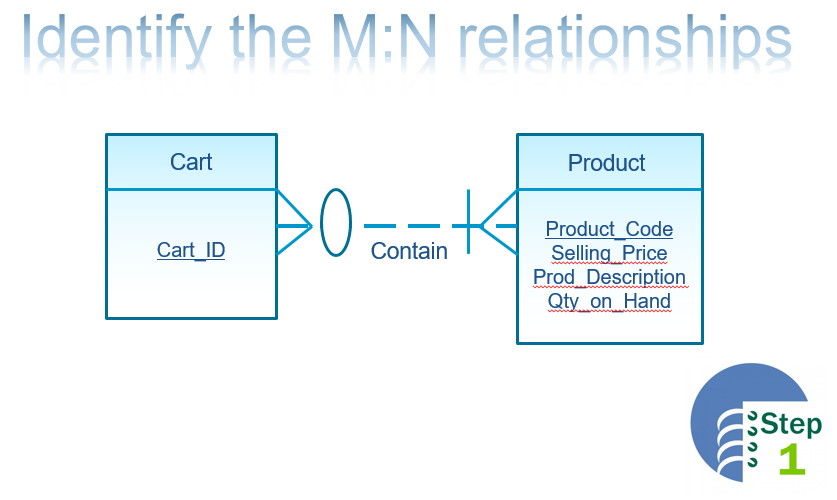 Identify the M:N relationships
Cart
Cart_ID
Contain
Product
Product_Code
Selling_Price
Prod_Description
Qty_on_Hand
Step
1